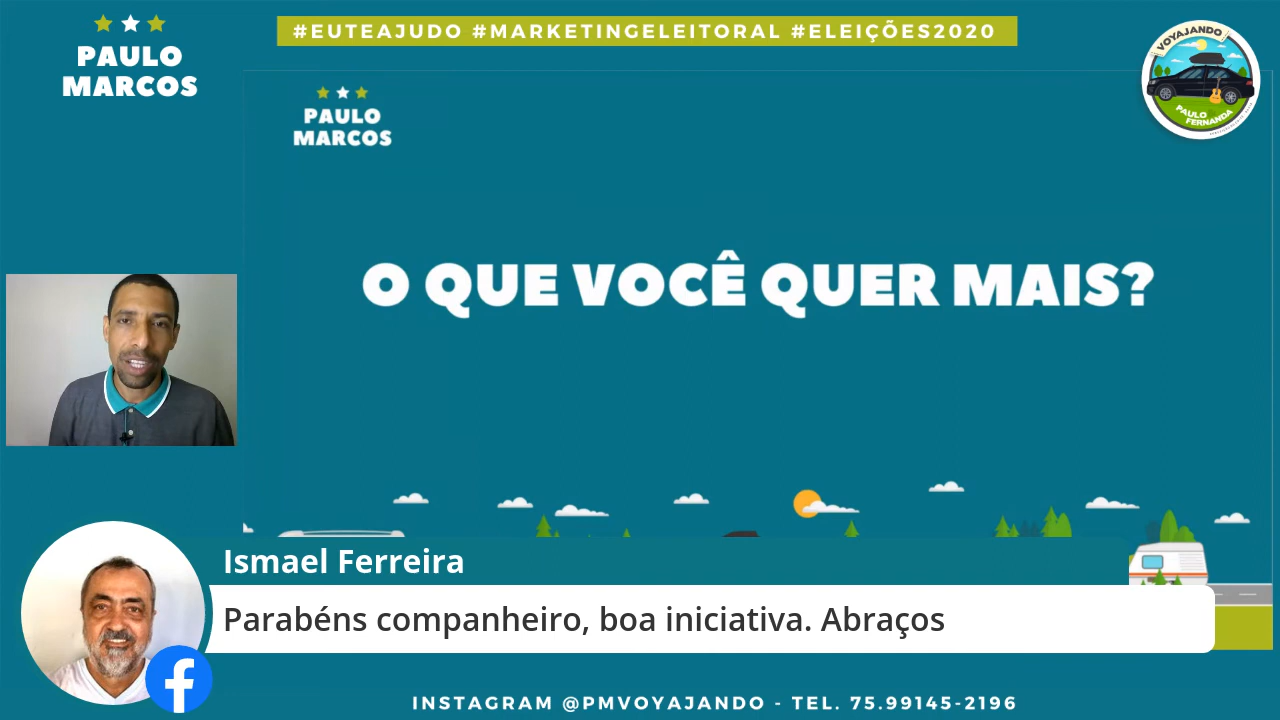 PAULO
MARCOS
#EUTEAJUDO #MARKETINGELEITORAL #ELEIÇÕES2020
VOYAJANDO
PAULO
FERNANDA
PAULO
MARCOS
O QUE VOCÊ QUER MAIS?
Ismael Ferreira
Parabéns companheiro, boa iniciativa. Abraços
INSTAGRAM @PMVOYAJANDO - TEL. 75.99145-2196